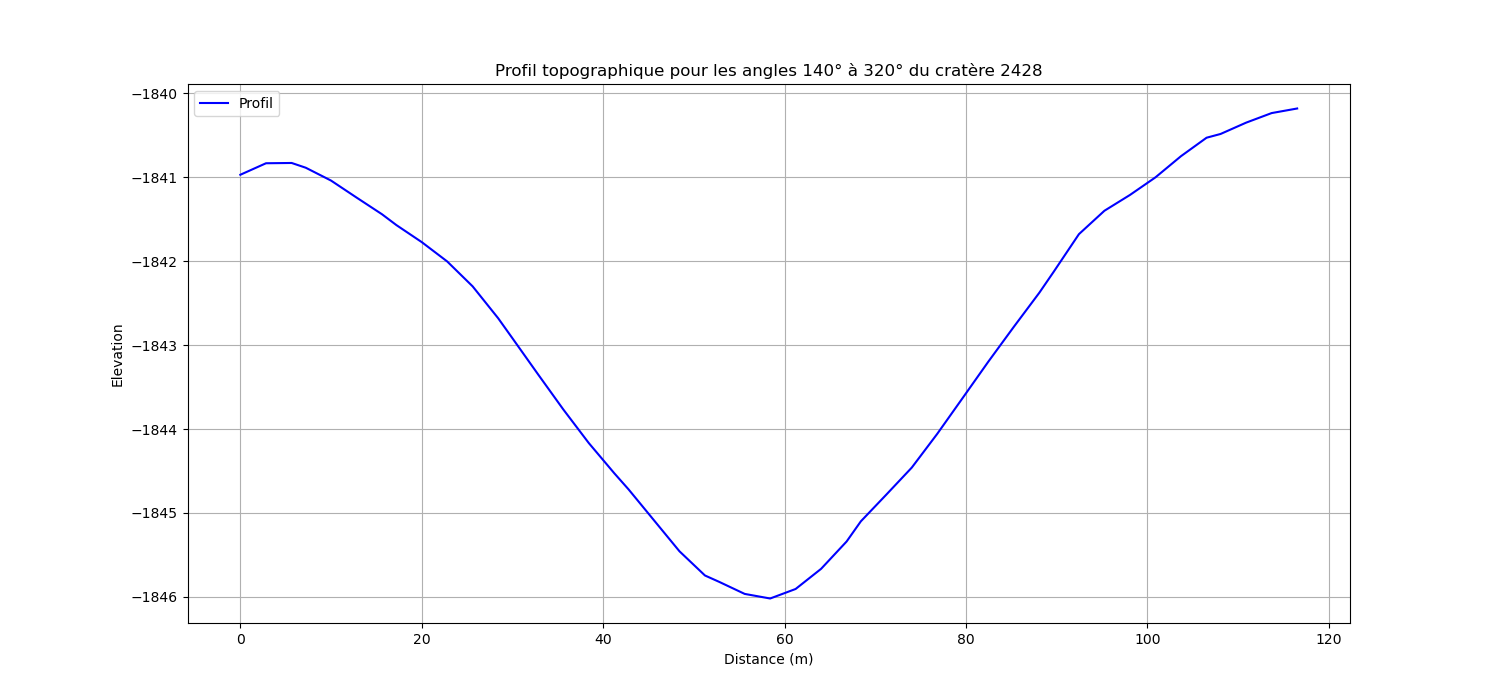 Profil topographique pour les angles 140° à 320° du cratère 2428
Profil
−1840
−1841
−1842
−1843
−1844
−1845
−1846
Elevation
0 20 40 60 80 100 120
Distance (m)